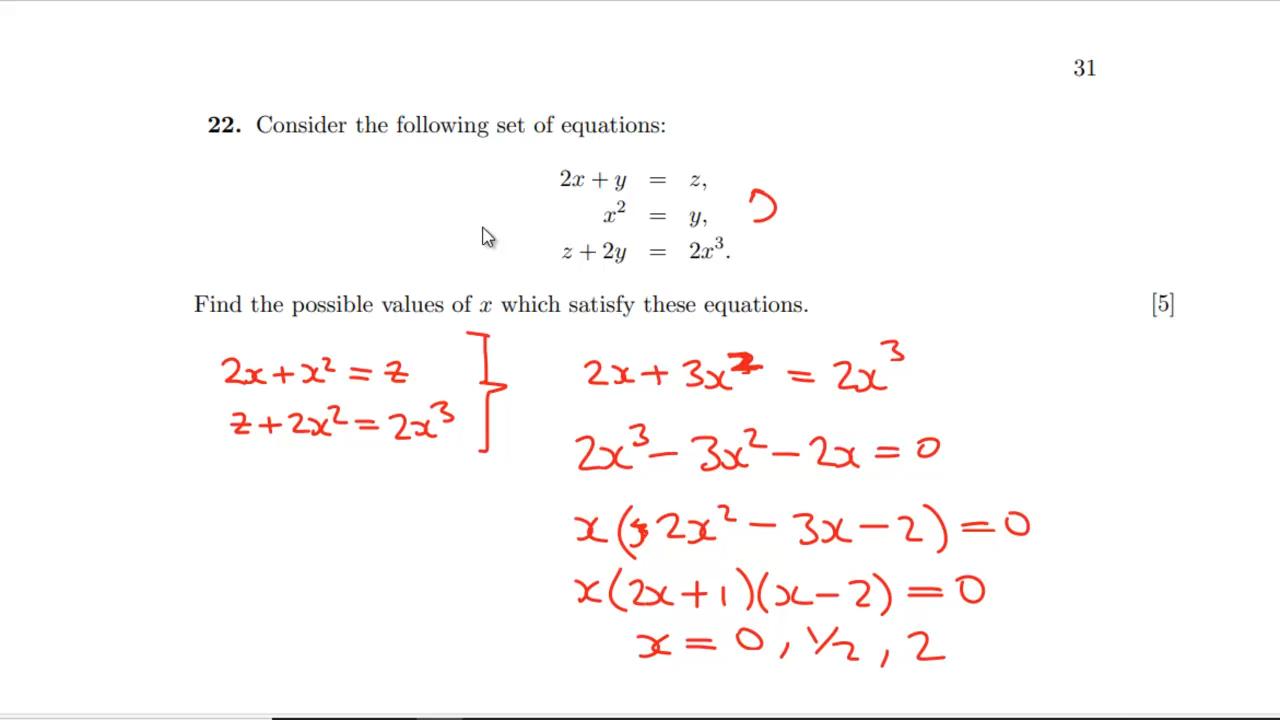 31
22. Consider the following set of equations:
2x + y = z,
x² = y,
z + 2y = 2x³.
Find the possible values of x which satisfy these equations. [5]
2x + x² = z
z + 2x² = 2x³
2x + 3x² = 2x³
2x³ - 3x² - 2x = 0
x(2x² - 3x - 2) = 0
x(2x + 1)(x - 2) = 0
x = 0, 1/2, 2